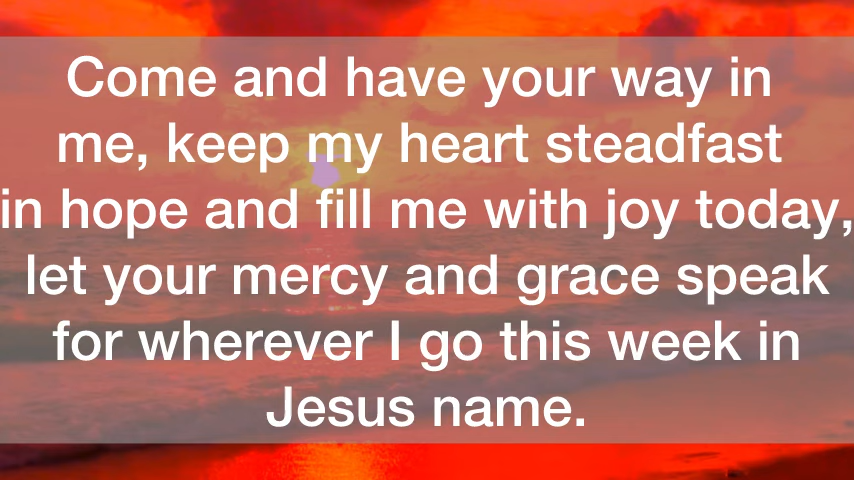 Come and have your way in
me, keep my heart steadfast
in hope and fill me with joy today,
let your mercy and grace speak
for wherever I go this week in
Jesus name.